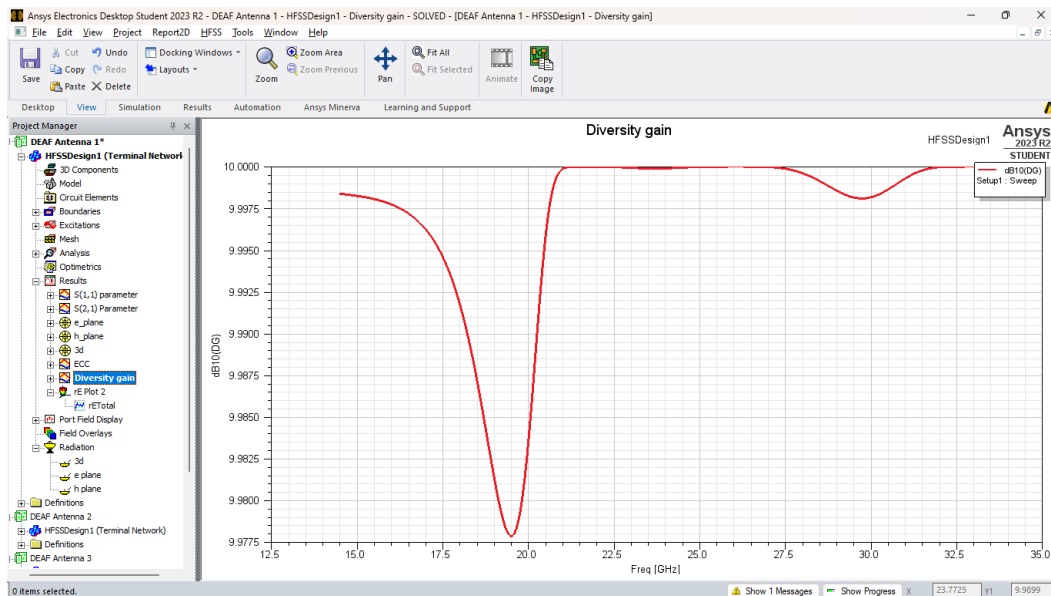 Ansys Electronics Desktop Student 2023 R2 - DEAF Antenna 1 - HFSSDesign1 - Diversity gain - SOLVED - [DEAF Antenna 1 - HFSSDesign1 - Diversity gain]
File Edit View Project Report2D HFSS Tools Window Help
Save
Cut Undo
Copy Redo
Paste Delete
Docking Windows
Layouts
Zoom
Zoom Area
Zoom Previous
Pan
Fit All
Fit Selected
Animate
Copy Image
Desktop View Simulation Results Automation Ansys Minerva Learning and Support
Project Manager
DEAF Antenna 1*
HFSSDesign1 (Terminal Network
3D Components
Model
Circuit Elements
Boundaries
Excitations
Mesh
Analysis
Optimetrics
Results
S(1,1) parameter
S(2,1) Parameter
e_plane
h_plane
3d
ECC
Diversity gain
rE Plot 2
rETotal
Port Field Display
Field Overlays
Radiation
3d
e plane
h plane
Definitions
DEAF Antenna 2
HFSSDesign1 (Terminal Network)
Definitions
DEAF Antenna 3
Diversity gain
HFSSDesign1
Ansys
2023 R2
STUDENT
dB10(DG)
Setup1 : Sweep
10.0000
9.9975
9.9950
9.9925
9.9900
9.9875
9.9850
9.9825
9.9800
9.9775
dB10(DG)
12.5 15.0 17.5 20.0 22.5 25.0 27.5 30.0 32.5 35.0
Freq [GHz]
0 items selected.
Show 1 Messages Show Progress X 23.7725 Y1 9.9899